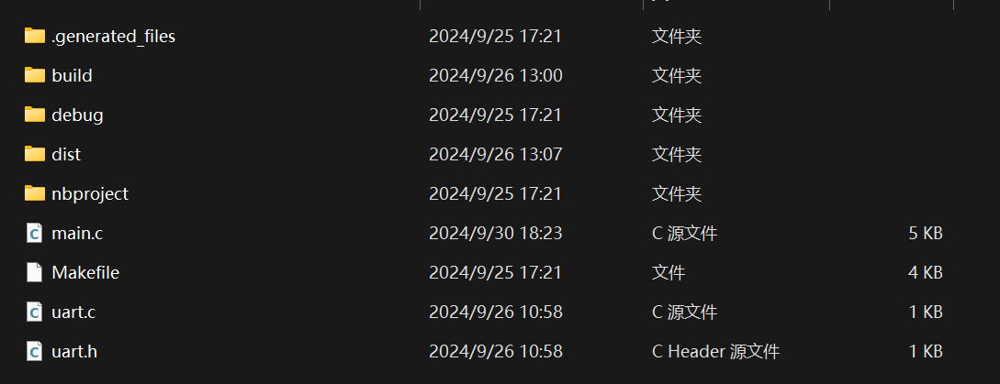 .generated_files 2024/9/25 17:21 文件夹
build 2024/9/26 13:00 文件夹
debug 2024/9/25 17:21 文件夹
dist 2024/9/26 13:07 文件夹
nbproject 2024/9/25 17:21 文件夹
main.c 2024/9/30 18:23 C 源文件 5 KB
Makefile 2024/9/25 17:21 文件 4 KB
uart.c 2024/9/26 10:58 C 源文件 1 KB
uart.h 2024/9/26 10:58 C Header 源文件 1 KB